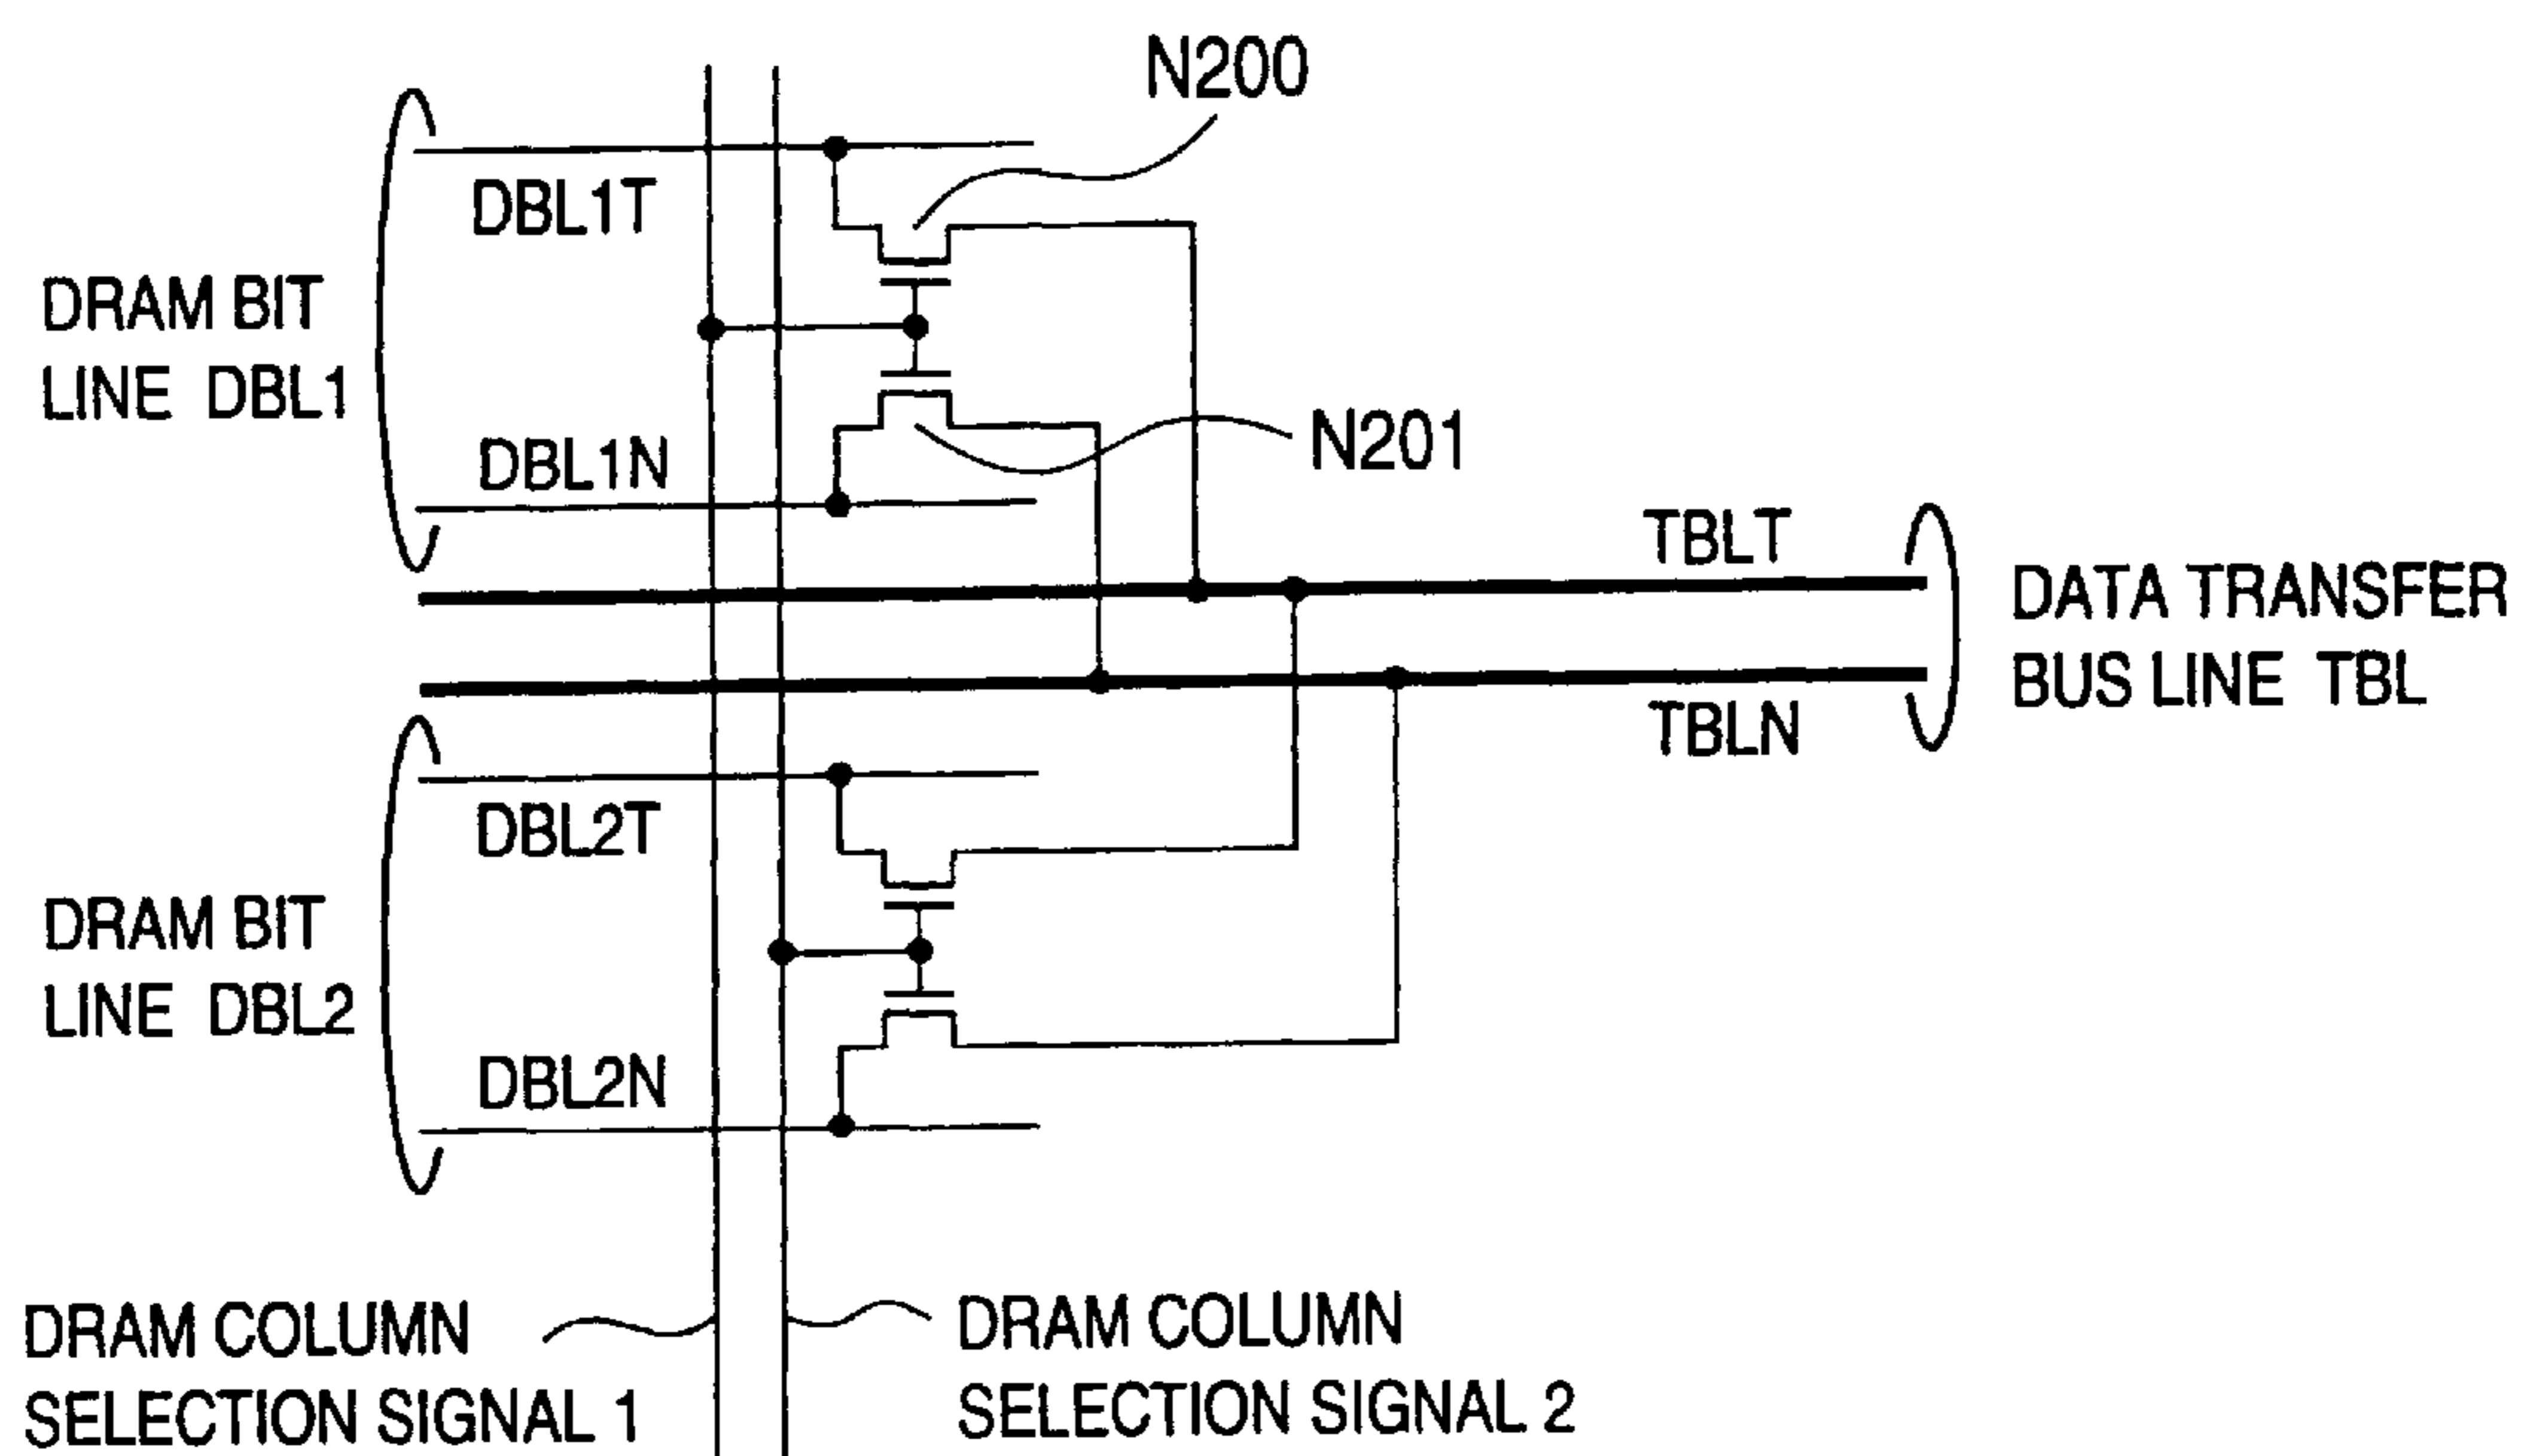 N200
DBL1T
DRAM BIT
LINE DBL1
DBL1N
N201
TBLT
DATA TRANSFER
BUS LINE TBL
TBLN
DBL2T
DRAM BIT
LINE DBL2
DBL2N
DRAM COLUMN
SELECTION SIGNAL 1
DRAM COLUMN
SELECTION SIGNAL 2